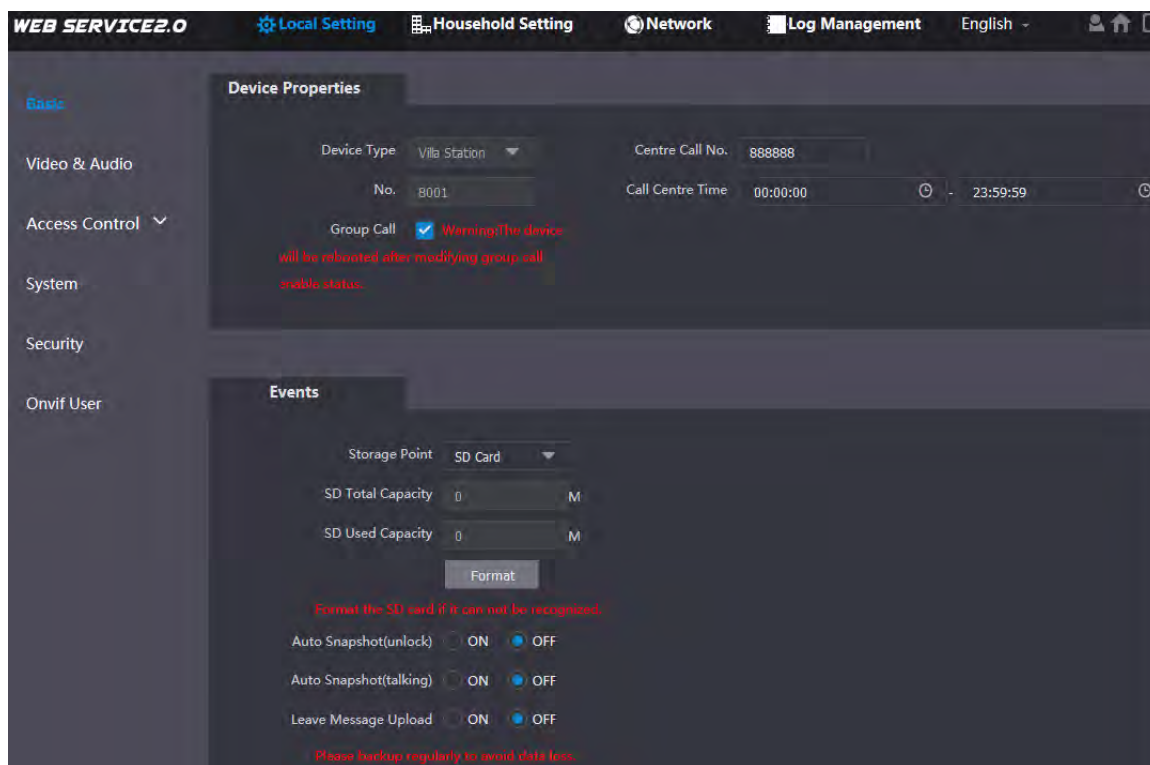 WEB SERVICE2.0 Local Setting Household Setting Network Log Management English
Basic
Video & Audio
Access Control
System
Security
Onvif User
Device Properties
Device Type Villa Station Centre Call No. 888888
No. 8001 Call Centre Time 00:00:00 - 23:59:59
Group Call Warning:The device
will be rebooted after modifying group call
enable status.
Events
Storage Point SD Card
SD Total Capacity 0 M
SD Used Capacity 0 M
Format
Format the SD card if it can not be recognized.
Auto Snapshot(unlock) ON OFF
Auto Snapshot(talking) ON OFF
Leave Message Upload ON OFF
Please backup regularly to avoid data loss.